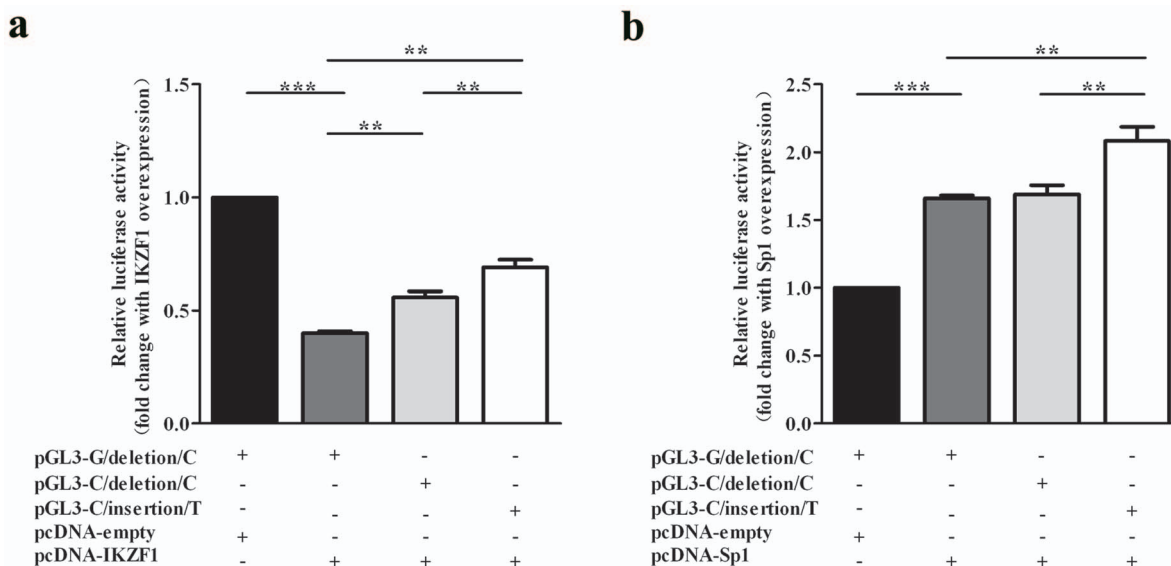 a
**
***
**
**
1.5
1.0
0.5
0.0
Relative luciferase activity
(fold change with IKZF1 overexpression)
pGL3-G/deletion/C + + - -
pGL3-C/deletion/C - - + -
pGL3-C/insertion/T - - - +
pcDNA-empty + - - -
pcDNA-IKZF1 - + + +
b
**
***
**
2.5
2.0
1.5
1.0
0.5
0.0
Relative luciferase activity
(fold change with Sp1 overexpression)
pGL3-G/deletion/C + + - -
pGL3-C/deletion/C - - + -
pGL3-C/insertion/T - - - +
pcDNA-empty + - - -
pcDNA-Sp1 - + + +